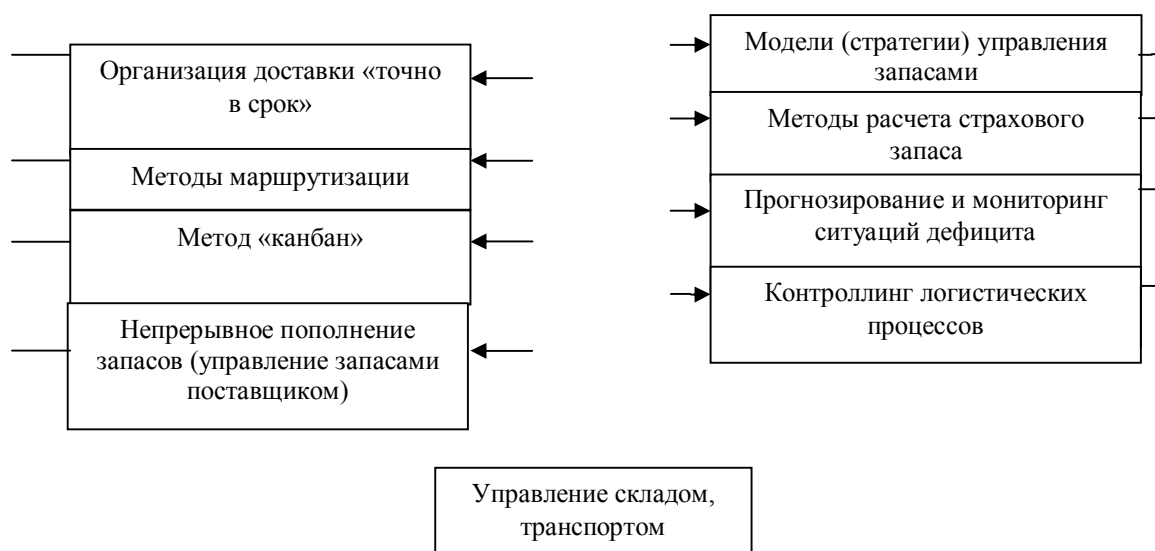 Организация доставки «точно
в срок»
Методы маршрутизации
Метод «канбан»
Непрерывное пополнение
запасов (управление запасами
поставщиком)
Модели (стратегии) управления
запасами
Методы расчета страхового
запаса
Прогнозирование и мониторинг
ситуаций дефицита
Контроллинг логистических
процессов
Управление складом,
транспортом